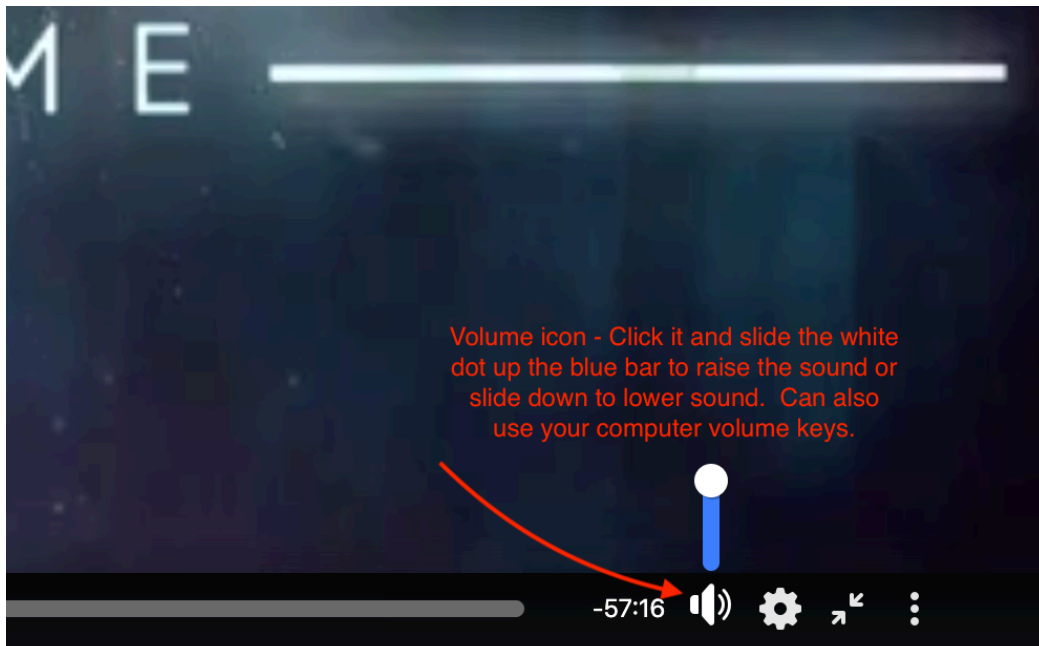 ME
Volume icon - Click it and slide the white
dot up the blue bar to raise the sound or
slide down to lower sound.  Can also
use your computer volume keys.
-57:16